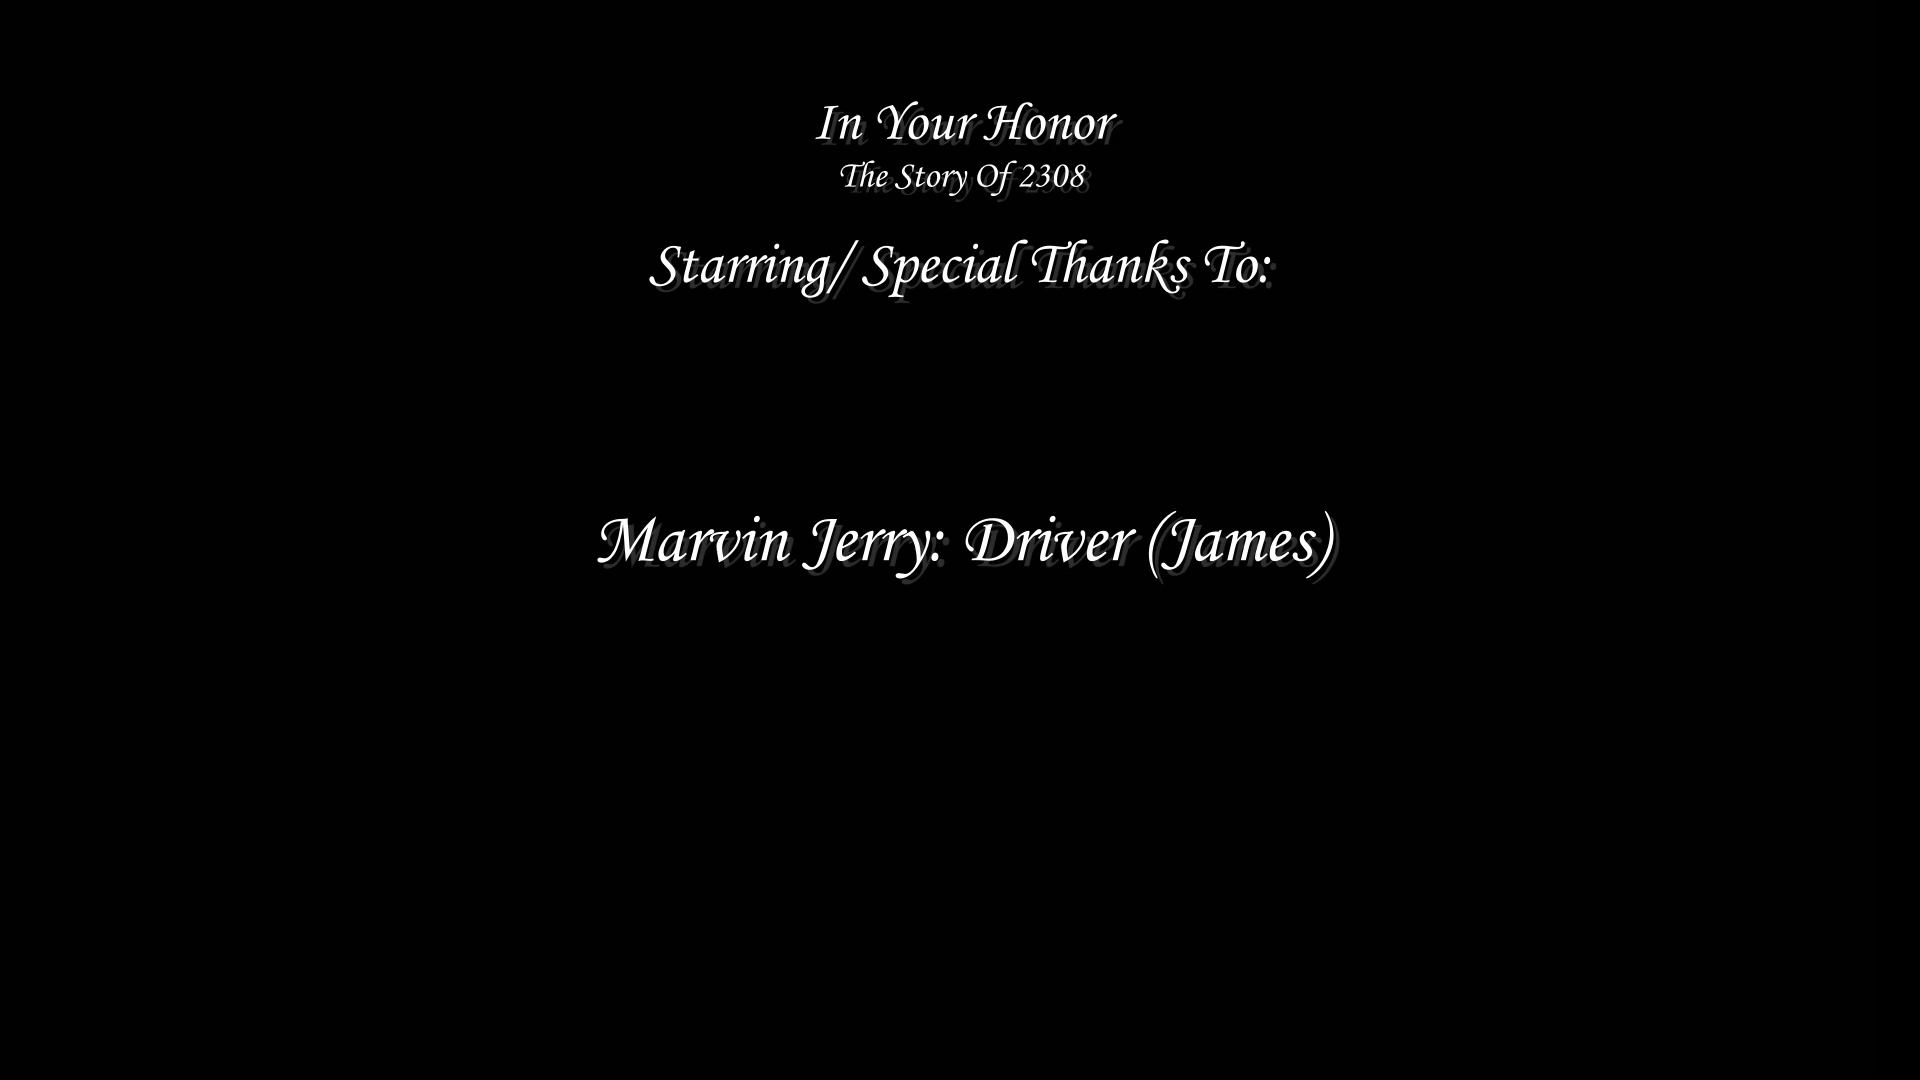 In Your Honor
The Story Of 2308
Starring/ Special Thanks To:
Marvin Jerry: Driver (James)